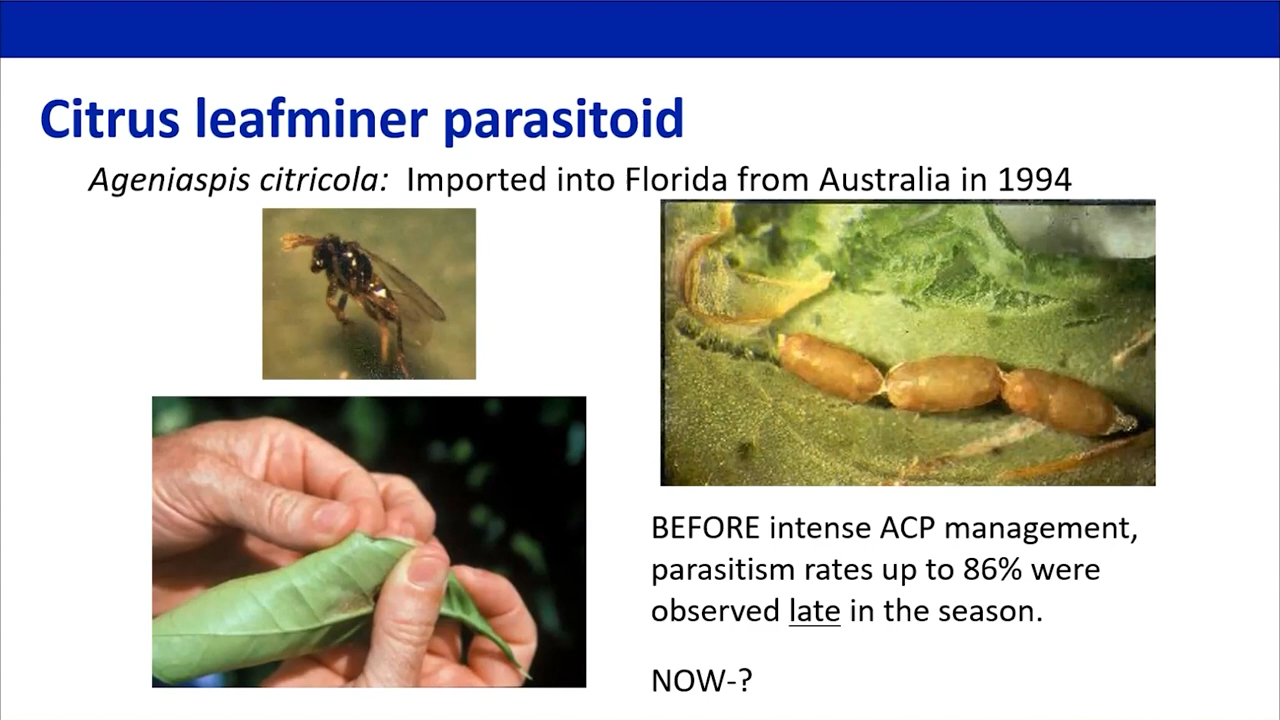 Citrus leafminer parasitoid
Ageniaspis citricola: Imported into Florida from Australia in 1994
BEFORE intense ACP management,
parasitism rates up to 86% were
observed late in the season.
NOW-?